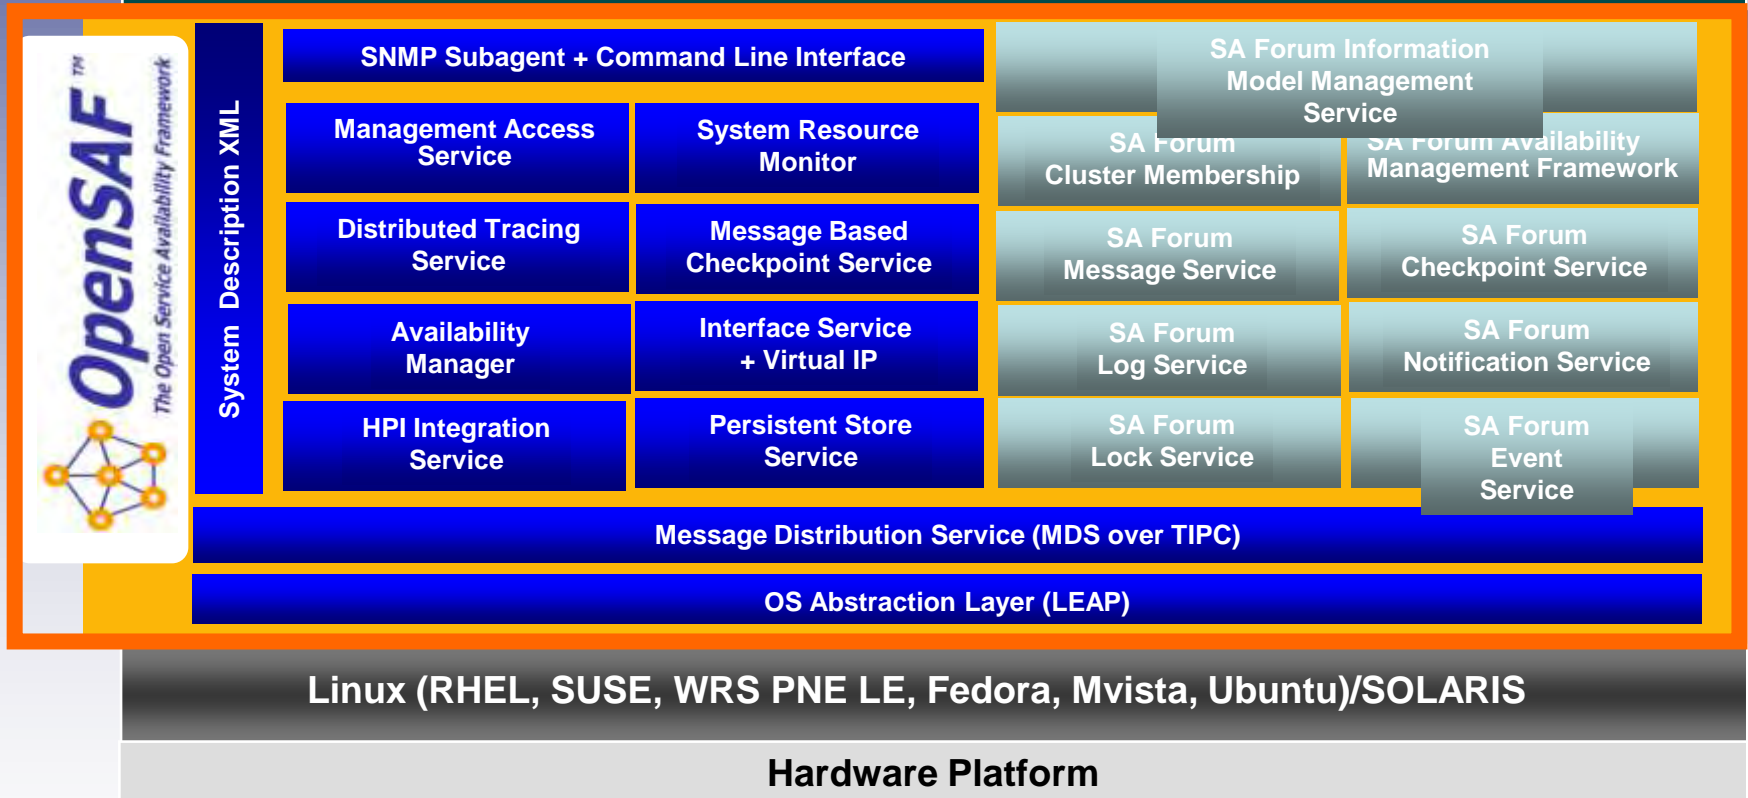 OpenSAF™
The Open Service Availability Framework
System Description XML
SNMP Subagent + Command Line Interface
Management Access
Service
System Resource
Monitor
Distributed Tracing
Service
Message Based
Checkpoint Service
Availability
Manager
Interface Service
+ Virtual IP
HPI Integration
Service
Persistent Store
Service
SA Forum Information
Model Management
Service
SA Forum
Cluster Membership
SA Forum Availability
Management Framework
SA Forum
Message Service
SA Forum
Checkpoint Service
SA Forum
Log Service
SA Forum
Notification Service
SA Forum
Lock Service
SA Forum
Event
Service
Message Distribution Service (MDS over TIPC)
OS Abstraction Layer (LEAP)
Linux (RHEL, SUSE, WRS PNE LE, Fedora, Mvista, Ubuntu)/SOLARIS
Hardware Platform